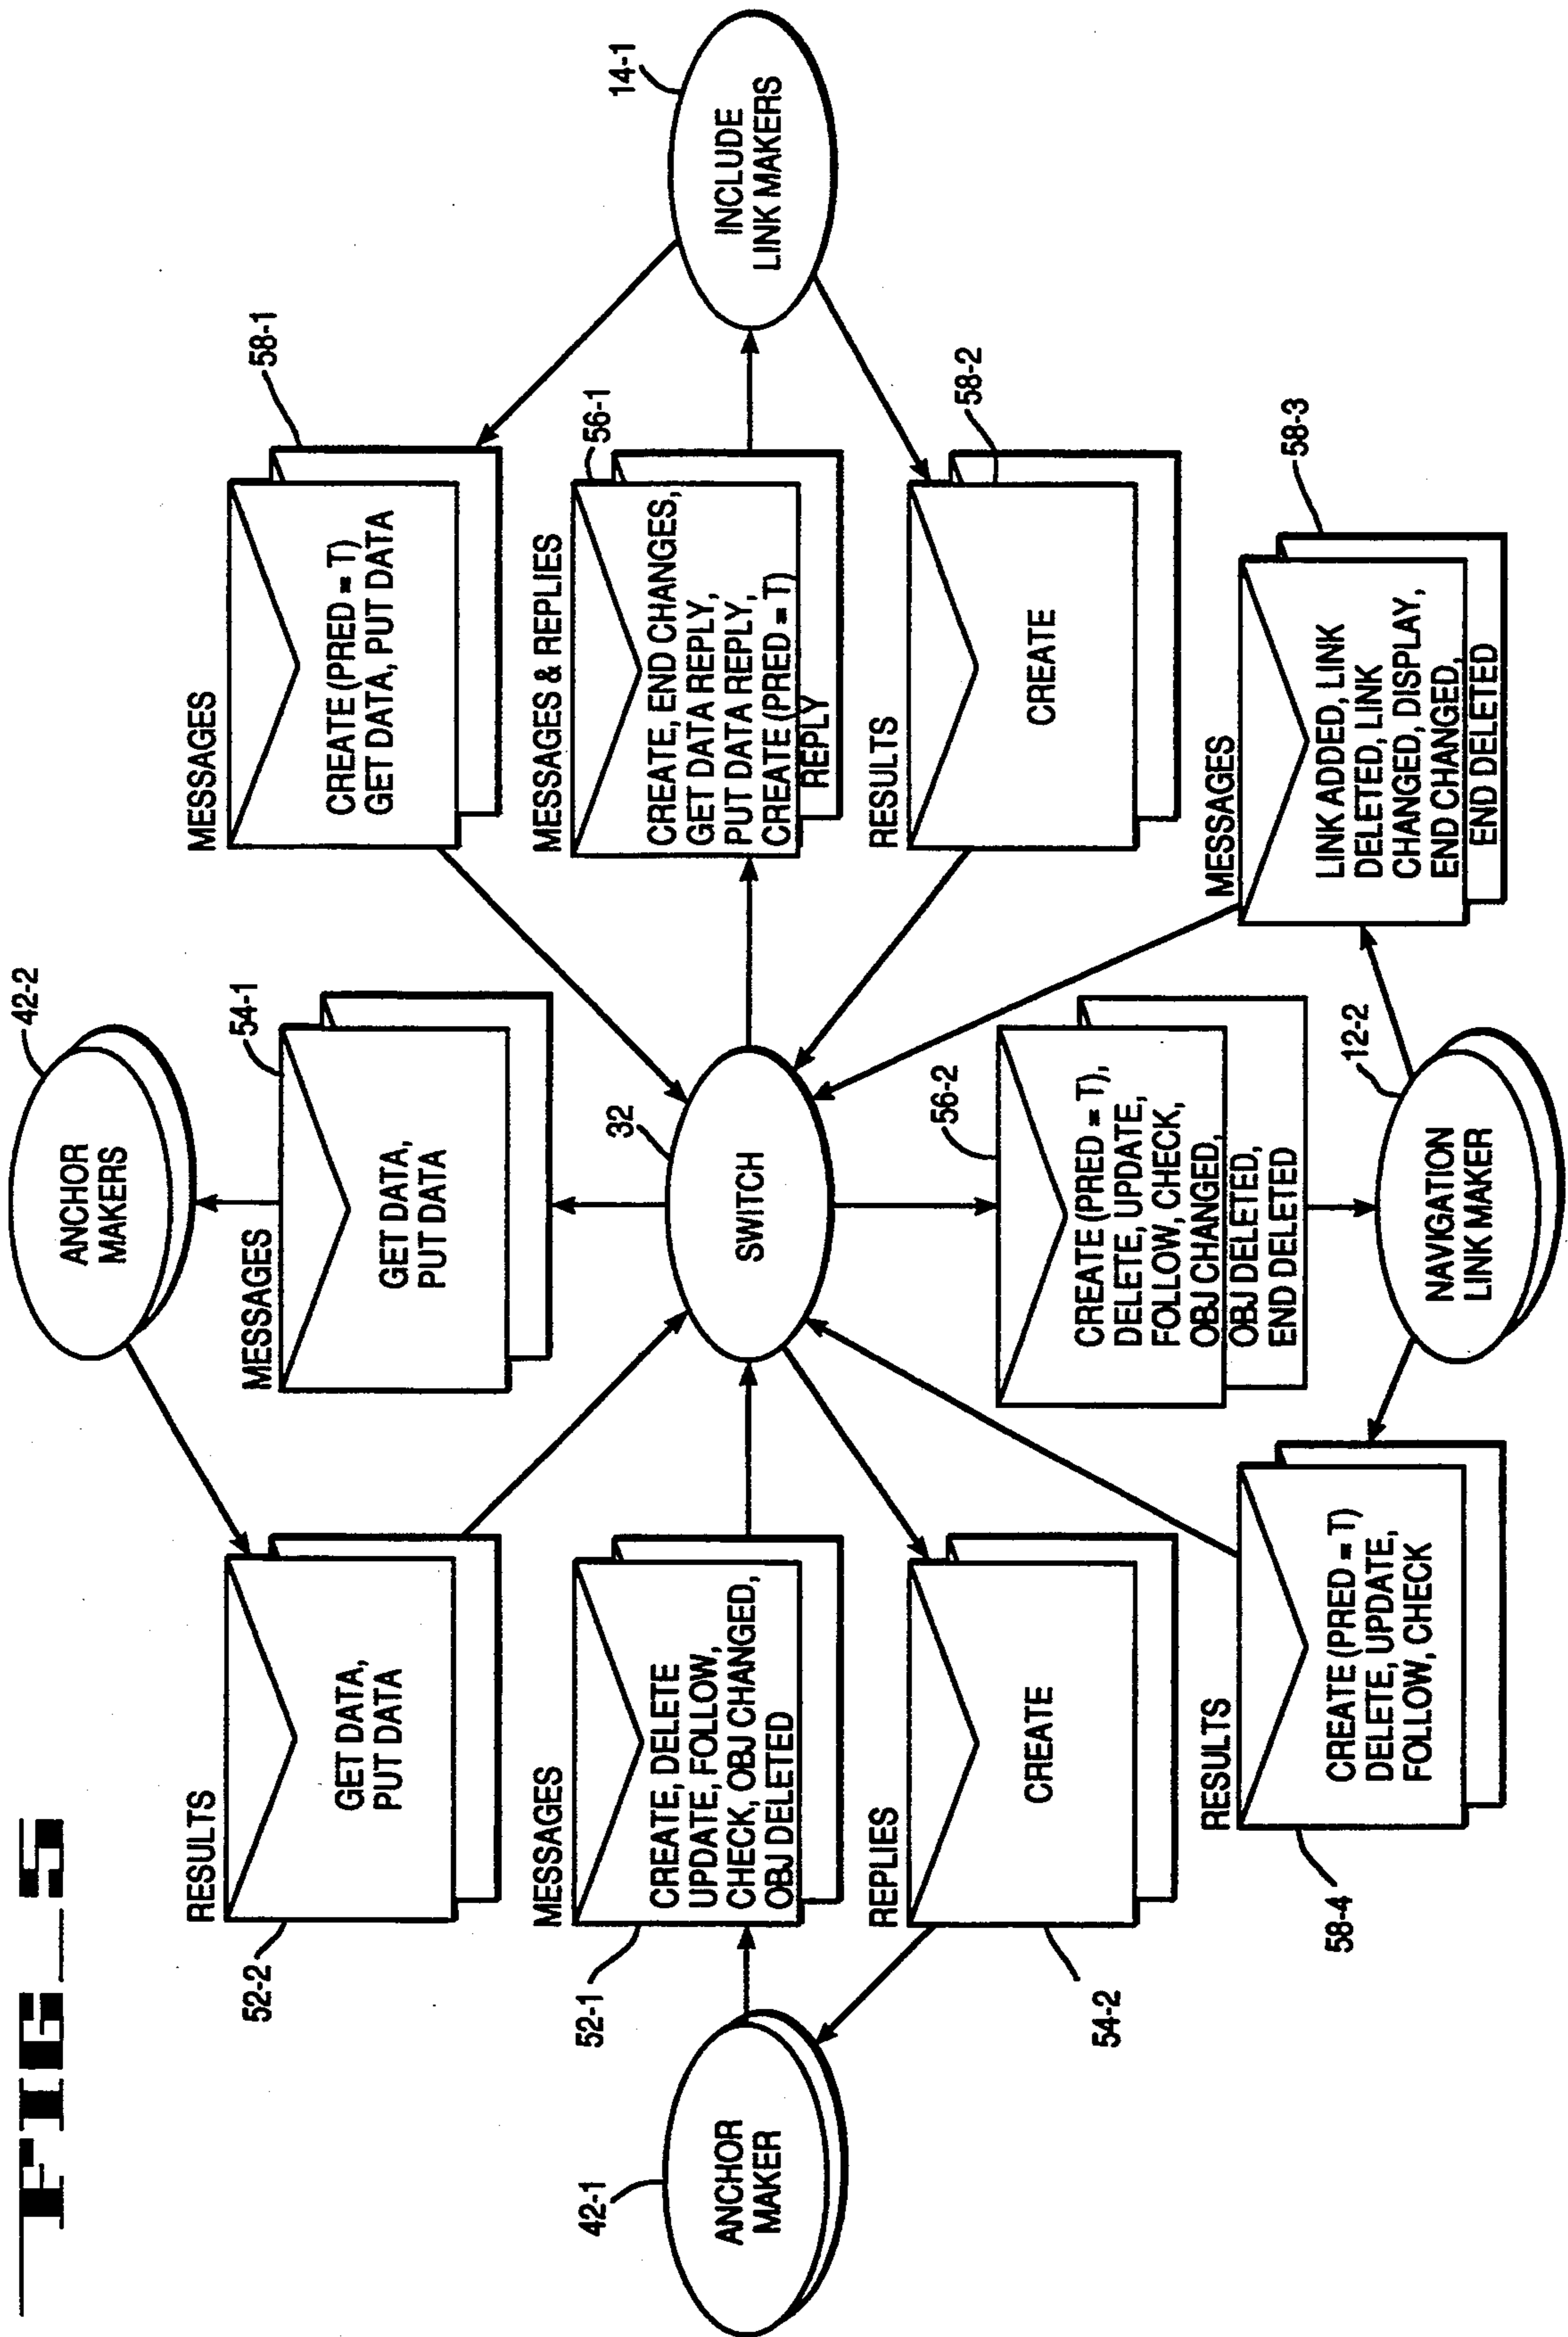 FIG_5
42-2
ANCHOR
MAKERS
RESULTS
GET DATA,
PUT DATA
52-2
MESSAGES
54-1
GET DATA,
PUT DATA
MESSAGES
58-1
CREATE (PRED = T)
GET DATA, PUT DATA
42-1
ANCHOR
MAKER
MESSAGES
52-1
CREATE, DELETE
UPDATE, FOLLOW,
CHECK, OBJ CHANGED,
OBJ DELETED
32
SWITCH
MESSAGES & REPLIES
56-1
CREATE, END CHANGES,
GET DATA REPLY,
PUT DATA REPLY,
CREATE (PRED = T)
REPLY
14-1
INCLUDE
LINK MAKERS
REPLIES
CREATE
54-2
RESULTS
58-2
CREATE
56-2
CREATE (PRED = T),
DELETE, UPDATE,
FOLLOW, CHECK,
OBJ CHANGED,
OBJ DELETED,
END DELETED
RESULTS
CREATE (PRED = T)
DELETE, UPDATE,
FOLLOW, CHECK
58-4
12-2
NAVIGATION
LINK MAKER
MESSAGES
58-3
LINK ADDED, LINK
DELETED, LINK
CHANGED, DISPLAY,
END CHANGED,
END DELETED